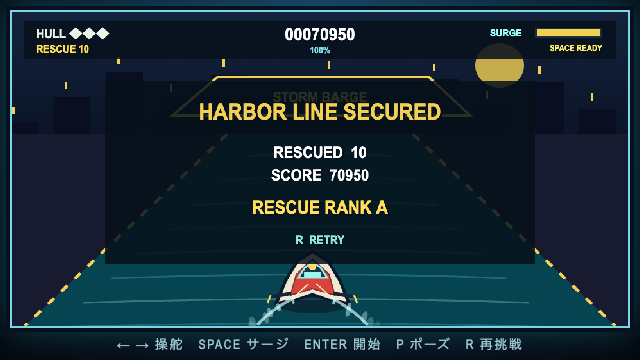 HULL ◆◆◆
RESCUE 10
00070950
100%
SURGE
SPACE READY
STORM BARGE
HARBOR LINE SECURED
RESCUED 10
SCORE 70950
RESCUE RANK A
R RETRY
← → 操舵 SPACE サージ ENTER 開始 P ポーズ R 再挑戦